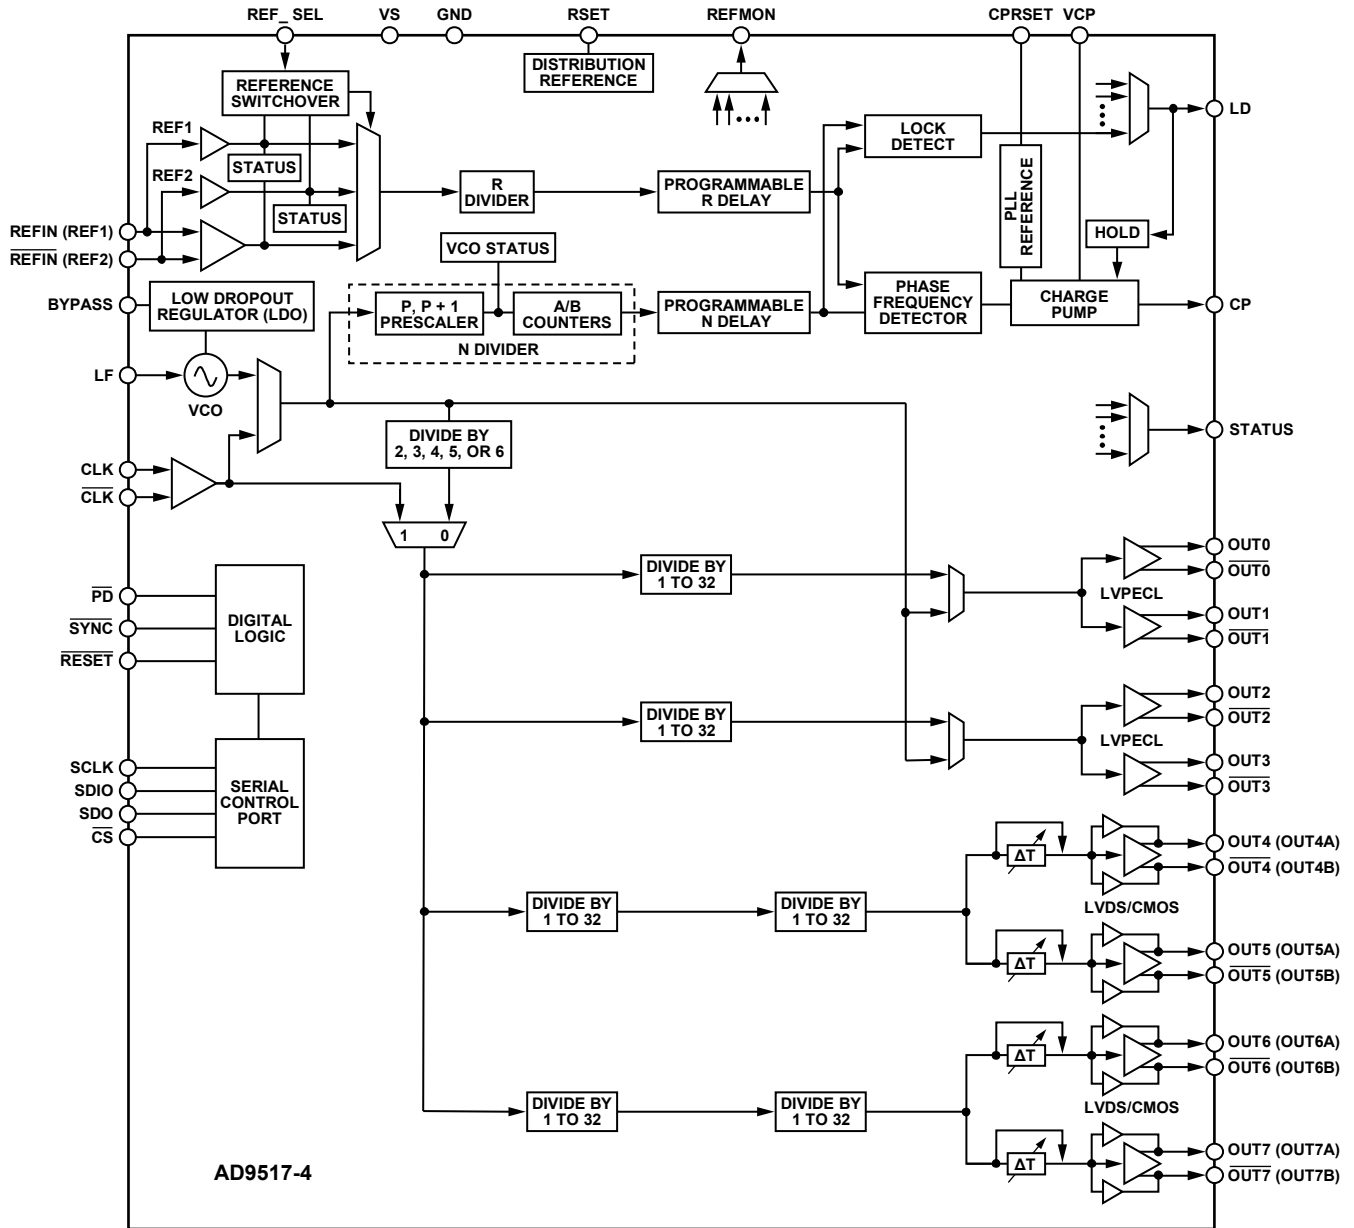 REF_ SEL
VS
GND
RSET
REFMON
CPRSET
VCP
DISTRIBUTION
REFERENCE
REFERENCE
SWITCHOVER
REF1
STATUS
REF2
STATUS
REFIN (REF1)
REFIN (REF2)
BYPASS
LF
R
DIVIDER
PROGRAMMABLE
R DELAY
LOCK
DETECT
LD
PLL
REFERENCE
HOLD
VCO STATUS
LOW DROPOUT
REGULATOR (LDO)
P, P + 1
PRESCALER
A/B
COUNTERS
N DIVIDER
PROGRAMMABLE
N DELAY
PHASE
FREQUENCY
DETECTOR
CHARGE
PUMP
CP
VCO
STATUS
DIVIDE BY
2, 3, 4, 5, OR 6
CLK
CLK
1 0
DIVIDE BY
1 TO 32
OUT0
OUT0
LVPECL
OUT1
OUT1
PD
SYNC
RESET
DIGITAL
LOGIC
DIVIDE BY
1 TO 32
OUT2
OUT2
LVPECL
OUT3
OUT3
SCLK
SDIO
SDO
CS
SERIAL
CONTROL
PORT
DIVIDE BY
1 TO 32
DIVIDE BY
1 TO 32
ΔT
OUT4 (OUT4A)
OUT4 (OUT4B)
LVDS/CMOS
ΔT
OUT5 (OUT5A)
OUT5 (OUT5B)
DIVIDE BY
1 TO 32
DIVIDE BY
1 TO 32
ΔT
OUT6 (OUT6A)
OUT6 (OUT6B)
LVDS/CMOS
ΔT
OUT7 (OUT7A)
OUT7 (OUT7B)
AD9517-4